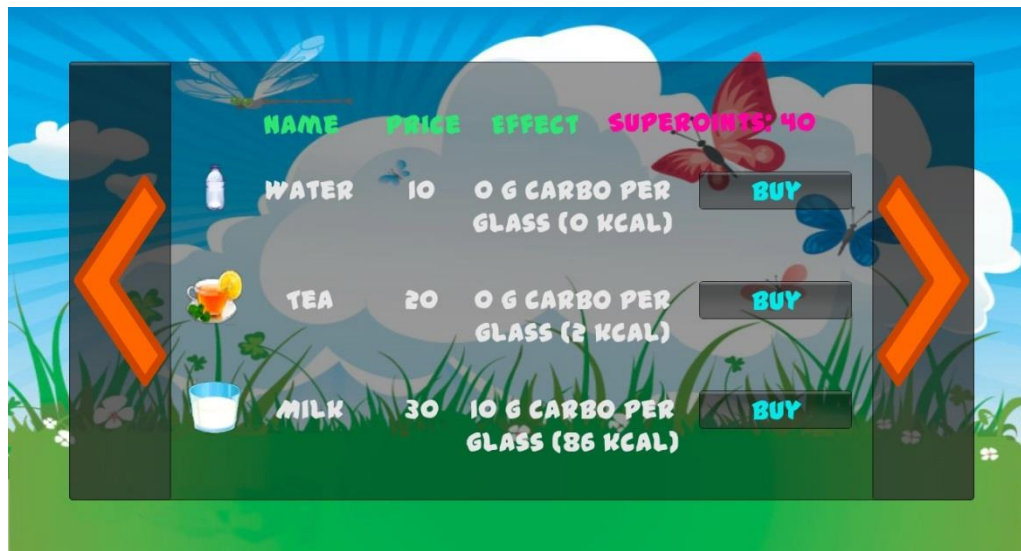 NAME PRICE EFFECT SUPEROINTS: 40
WATER 10 0 G CARBO PER BUY
GLASS (0 KCAL)
TEA 20 0 G CARBO PER BUY
GLASS (2 KCAL)
MILK 30 10 G CARBO PER BUY
GLASS (86 KCAL)